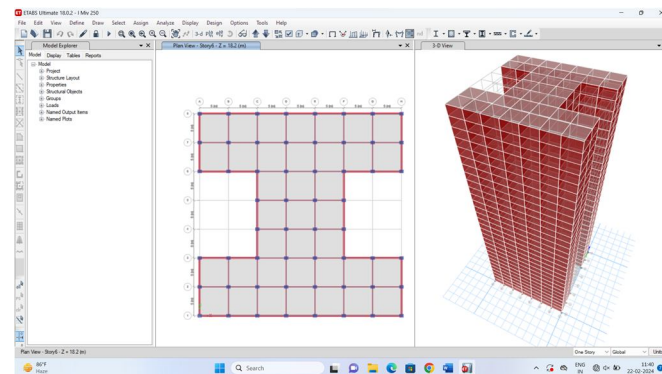 ETABS Ultimate 18.0.2 - I Miv 250
File Edit View Define Draw Select Assign Analyze Display Design Options Tools Help
3-d
Model Explorer
Plan View - Story6 - Z = 18.2 (m)
3-D View
Model Display Tables Reports
Model
Project
Structure Layout
Properties
Structural Objects
Groups
Loads
Named Output Items
Named Plots
Plan View - Story6 - Z = 18.2 (m)
One Story Global Unit
86°F
Haze
Search
ENG
IN
11:40
22-02-2024